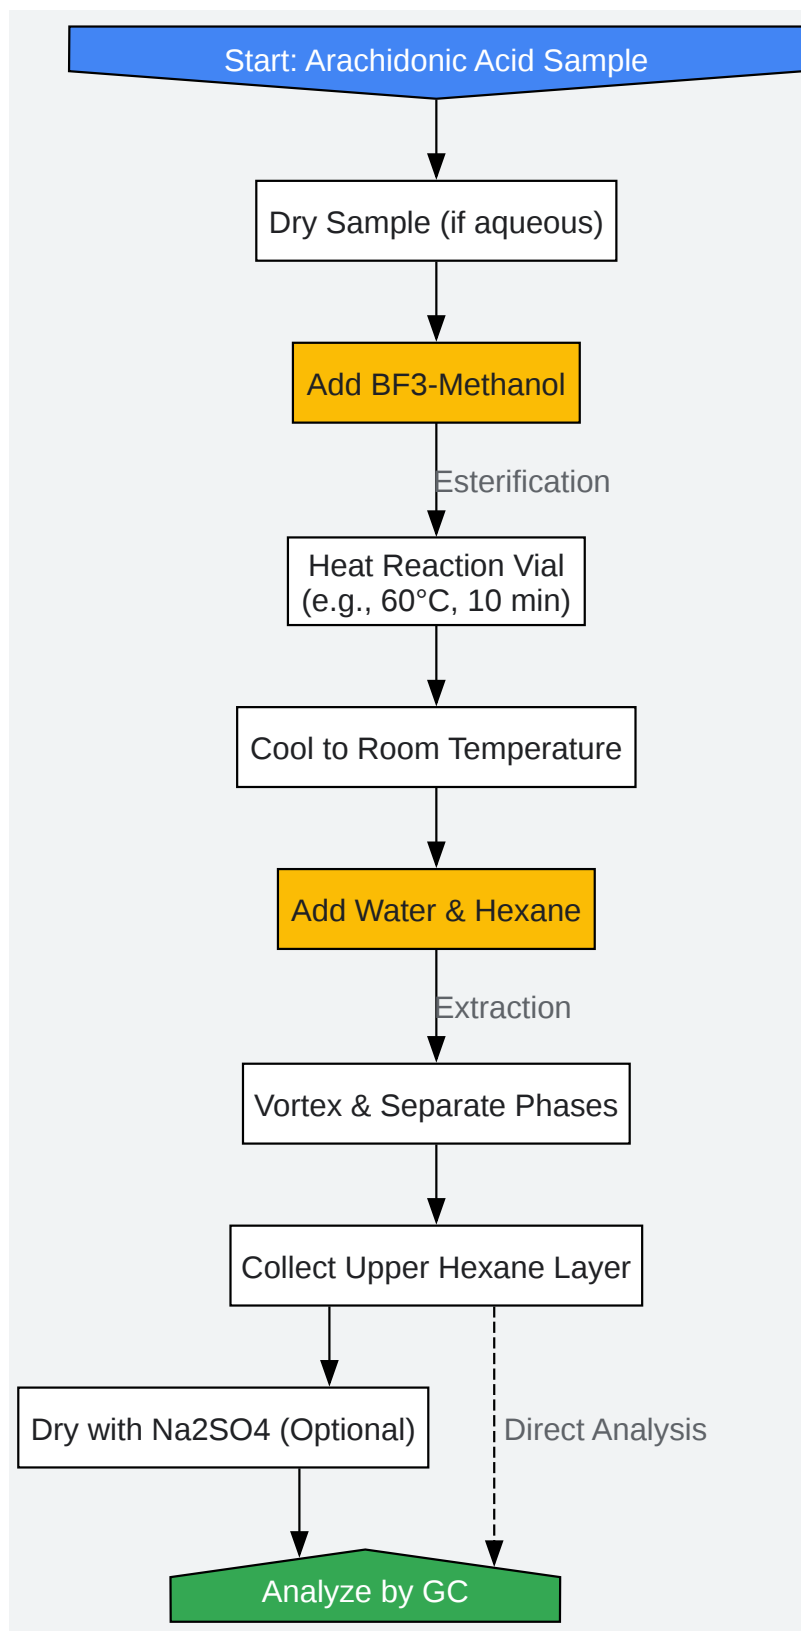 Start: Arachidonic Acid Sample
Dry Sample (if aqueous)
Add BF3-Methanol
Esterification
Heat Reaction Vial
(e.g., 60°C, 10 min)
Cool to Room Temperature
Add Water & Hexane
Extraction
Vortex & Separate Phases
Collect Upper Hexane Layer
Dry with Na2SO4 (Optional)
Direct Analysis
Analyze by GC